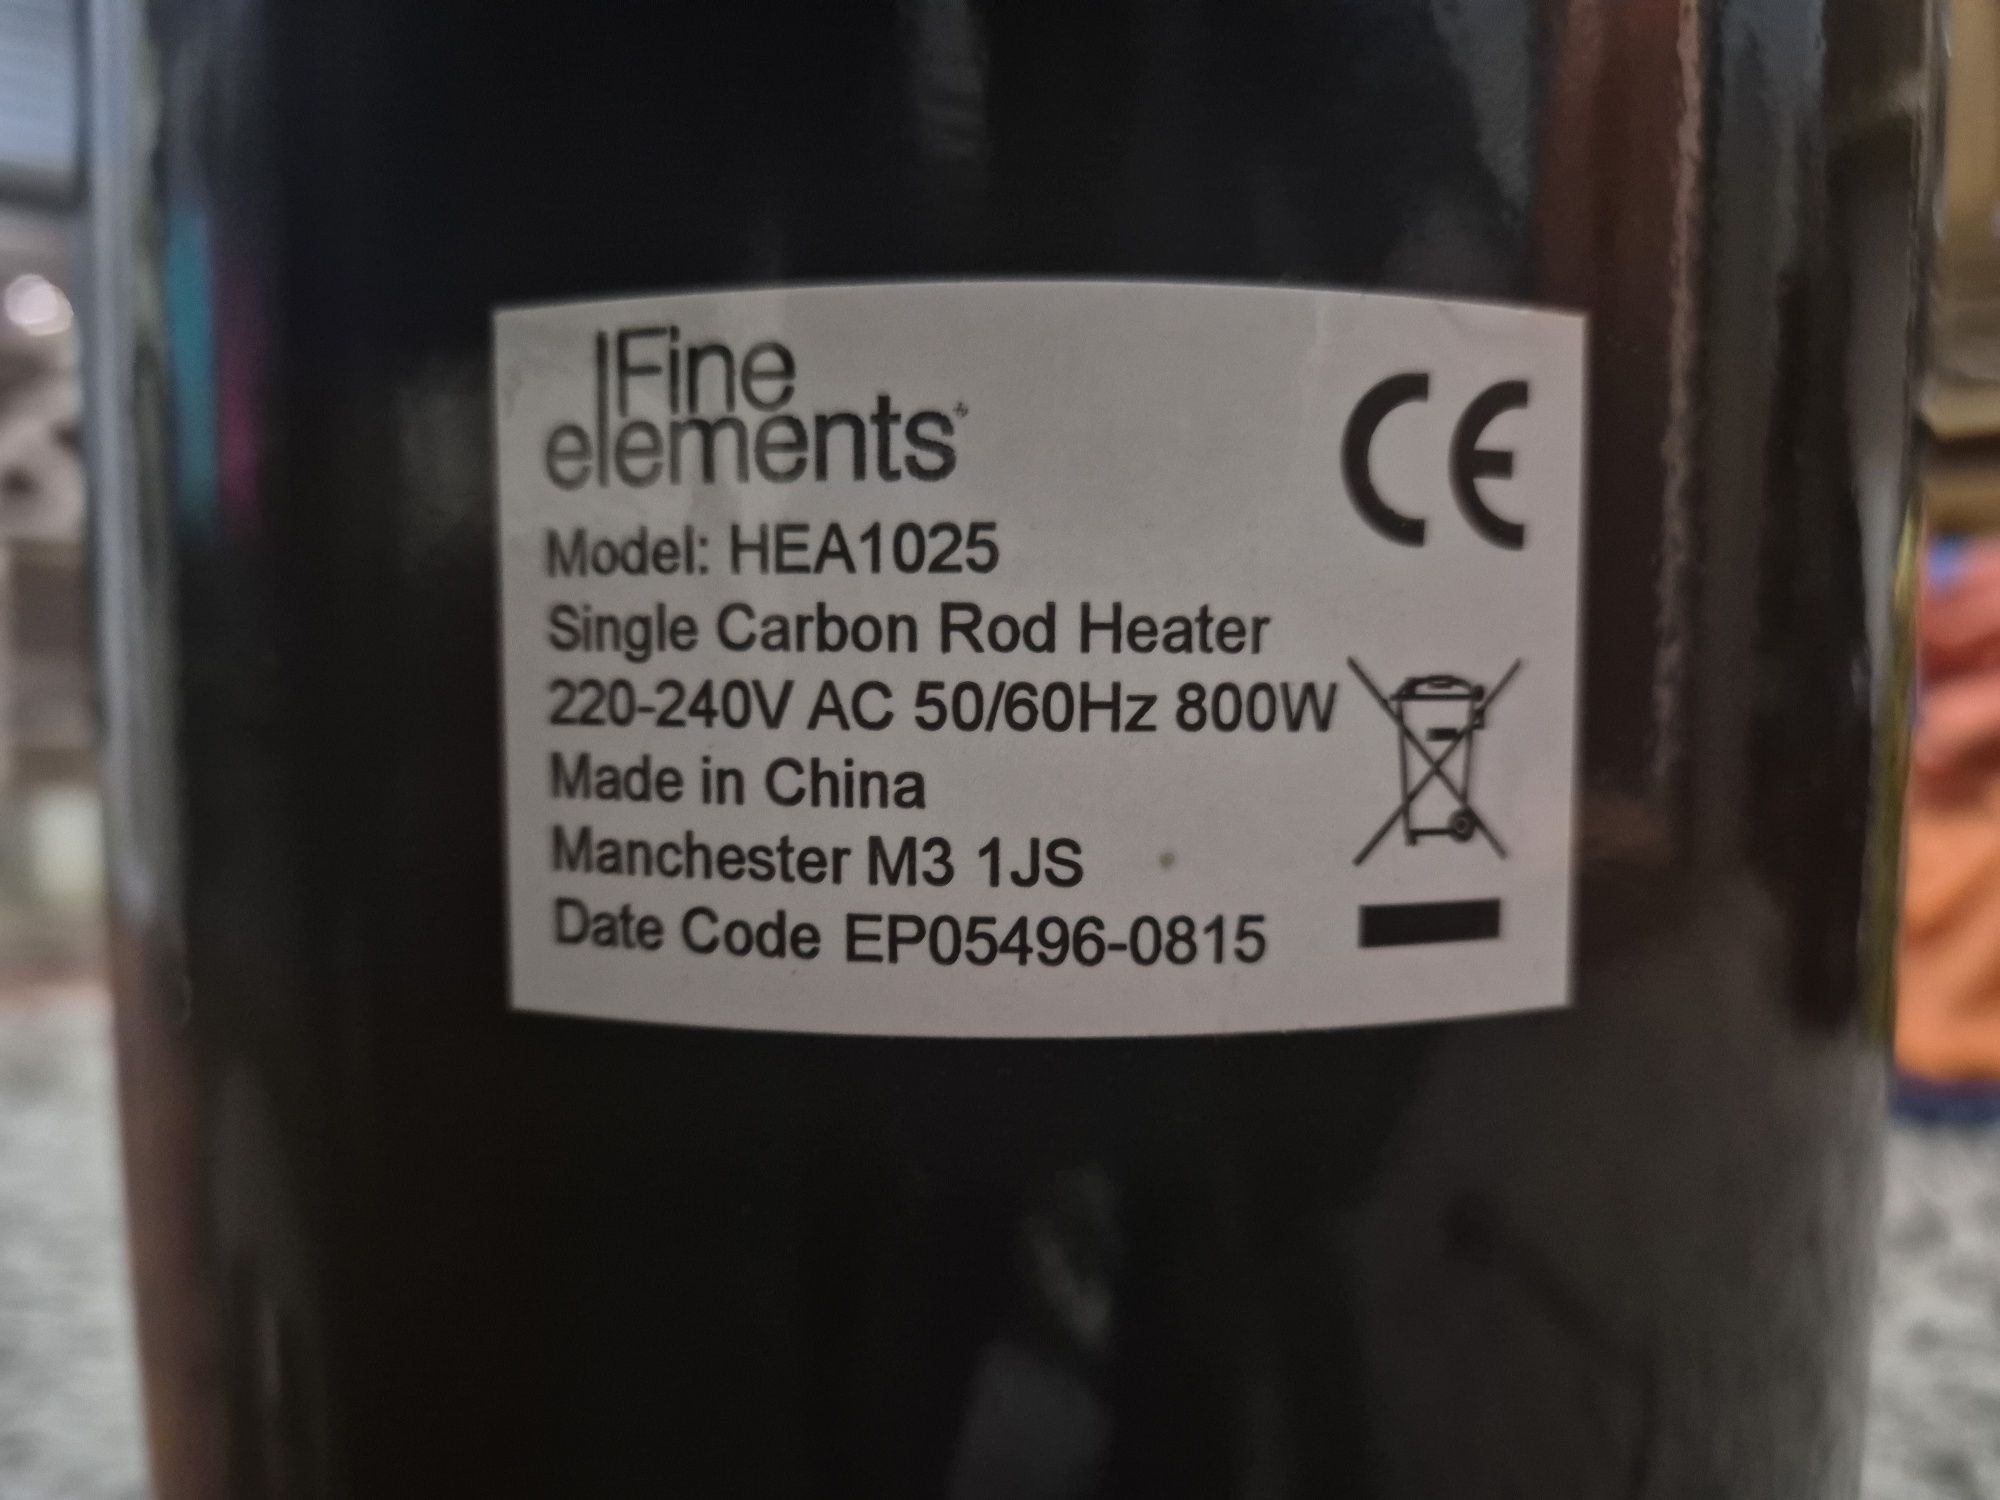 Fine
elements
CE
Model: HEA1025
Single Carbon Rod Heater
220-240V AC 50/60Hz 800W
Made in China
Manchester M3 1JS
Date Code EP05496-0815